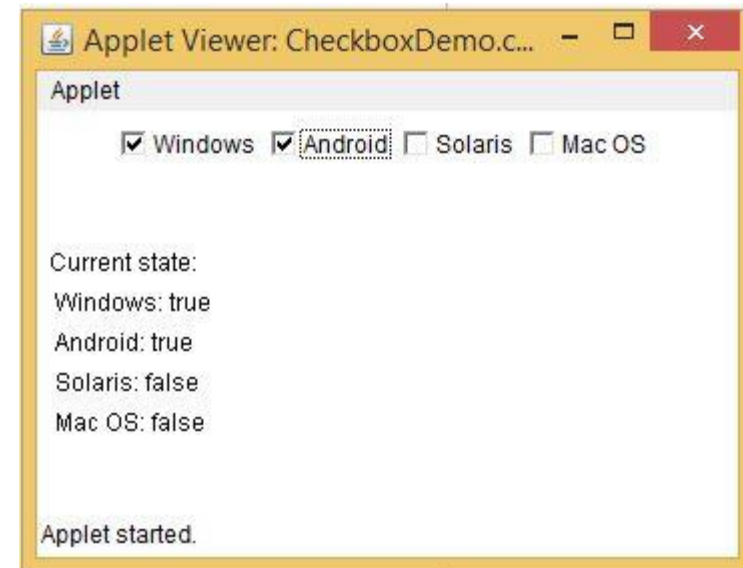 Applet Viewer: CheckboxDemo.c...
Applet
Windows Android Solaris Mac OS
Current state:
Windows: true
Android: true
Solaris: false
Mac OS: false
Applet started.